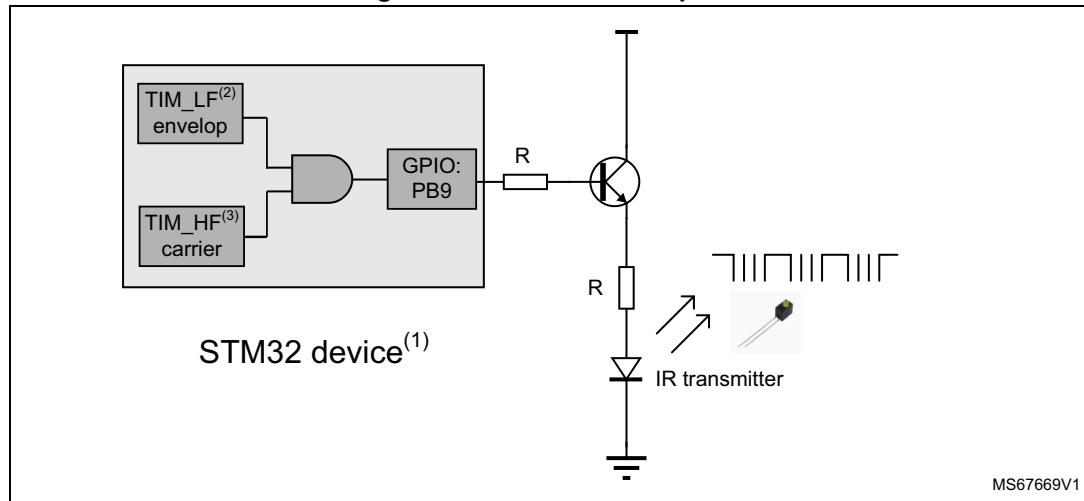 TIM_LF(2)
envelop
TIM_HF(3)
carrier
GPIO:
PB9
R
R
IR transmitter
STM32 device(1)
MS67669V1